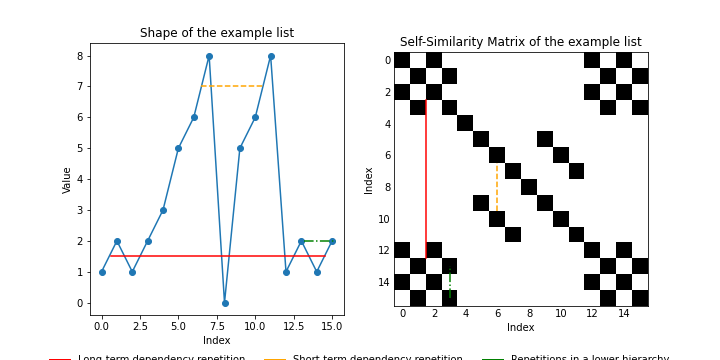 Shape of the example list
Self-Similarity Matrix of the example list
Value
8
7
6
5
4
3
2
1
0
0.0 2.5 5.0 7.5 10.0 12.5 15.0
Index
Index
0
2
4
6
8
10
12
14
0 2 4 6 8 10 12 14
Index
Long term dependency repetition
Short term dependency repetition
Repetitions in a lower hierarchy